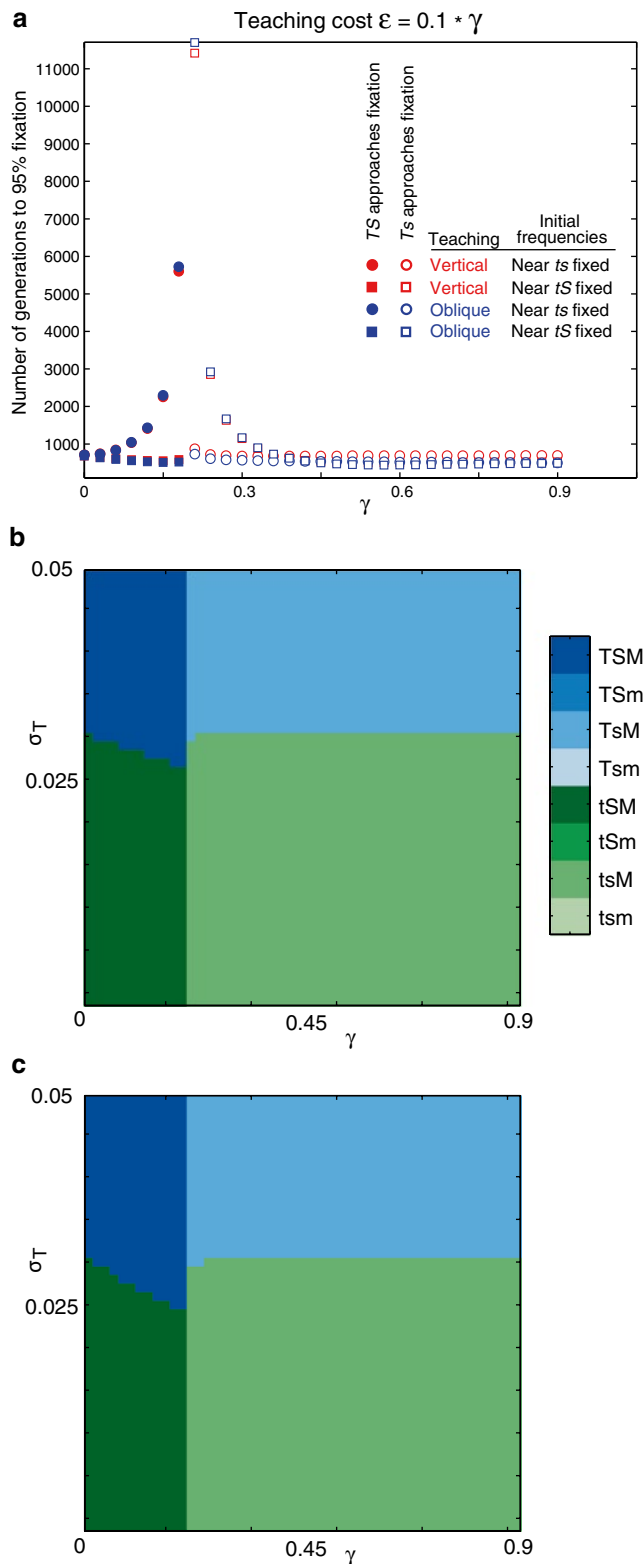 a
Teaching cost ε = 0.1 * γ
Number of generations to 95% fixation
11000
10000
9000
8000
7000
6000
5000
4000
3000
2000
1000
0
0.3
0.6
0.9
γ
TS approaches fixation
Ts approaches fixation
Teaching
Initial frequencies
Vertical Near ts fixed
Vertical Near tS fixed
Oblique Near ts fixed
Oblique Near tS fixed
b
0.05
σT
0.025
0
0.45
0.9
γ
TSM
TSm
TsM
Tsm
tSM
tSm
tsM
tsm
c
0.05
σT
0.025
0
0.45
0.9
γ